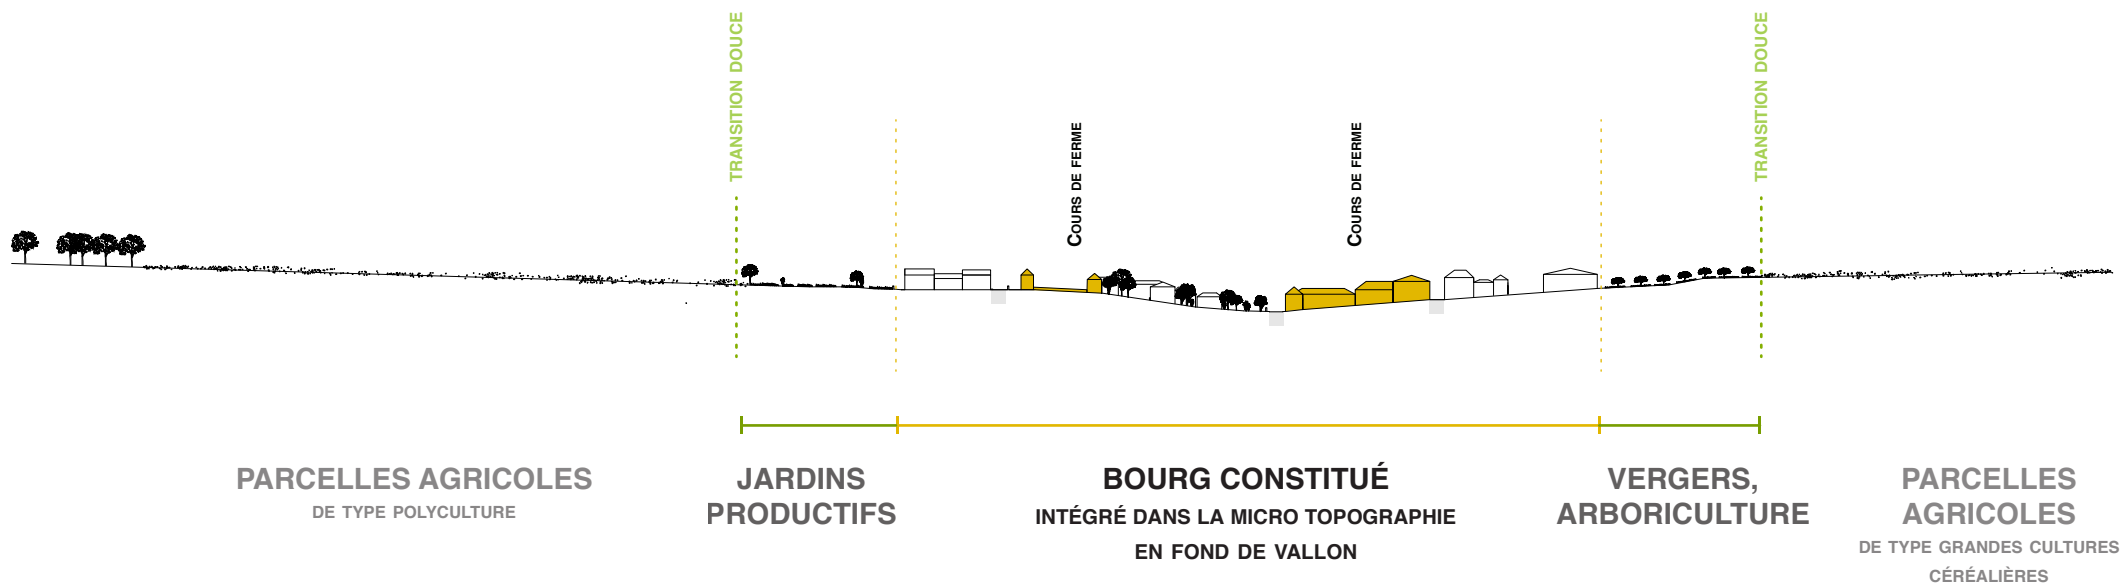 TRANSITION DOUCE
COURS DE FERME
COURS DE FERME
TRANSITION DOUCE
PARCELLES AGRICOLES
DE TYPE POLYCULTURE
JARDINS
PRODUCTIFS
BOURG CONSTITUÉ
INTÉGRÉ DANS LA MICRO TOPOGRAPHIE
EN FOND DE VALLON
VERGERS,
ARBORICULTURE
PARCELLES
AGRICOLES
DE TYPE GRANDES CULTURES
CÉRÉALIÈRES